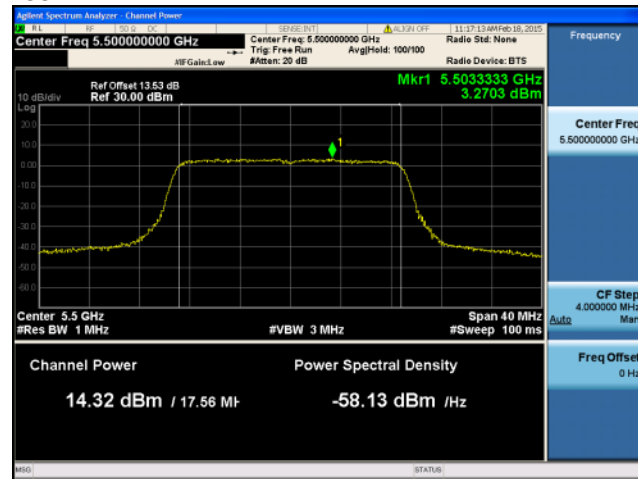 Agilent Spectrum Analyzer - Channel Power
RL RF 50 Ω DC SENSE:INT ALIGN OFF 11:17:13 AM Feb 18, 2015
Center Freq 5.500000000 GHz
#IFGain:Low
Center Freq: 5.500000000 GHz
Trig: Free Run Avg|Hold: 100/100
#Atten: 20 dB
Radio Std: None
Radio Device: BTS
Ref Offset 13.53 dB
10 dB/div Ref 30.00 dBm
Log
Mkr1 5.5033333 GHz
3.2703 dBm
1
20.0
10.0
0.00
-10.0
-20.0
-30.0
-40.0
-50.0
-60.0
Center 5.5 GHz Span 40 MHz
#Res BW 1 MHz #VBW 3 MHz #Sweep 100 ms
Channel Power Power Spectral Density
14.32 dBm / 17.56 MH -58.13 dBm /Hz
MSG STATUS
Frequency
Center Freq
5.500000000 GHz
CF Step
4.000000 MHz
Auto Man
Freq Offset
0 Hz